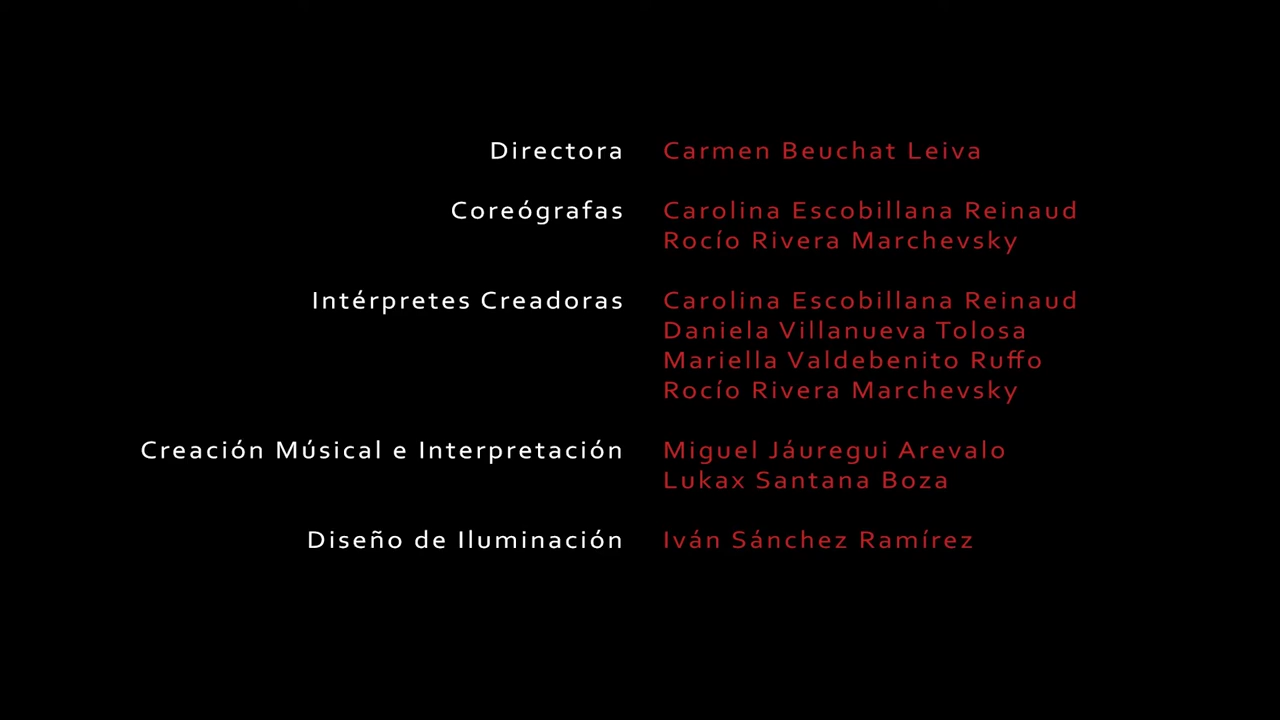 Directora Carmen Beuchat Leiva
Coreógrafas Carolina Escobillana Reinaud
Rocío Rivera Marchevsky
Intérpretes Creadoras Carolina Escobillana Reinaud
Daniela Villanueva Tolosa
Mariella Valdebenito Ruffo
Rocío Rivera Marchevsky
Creación Músical e Interpretación Miguel Jáuregui Arevalo
Lukax Santana Boza
Diseño de Iluminación Iván Sánchez Ramírez